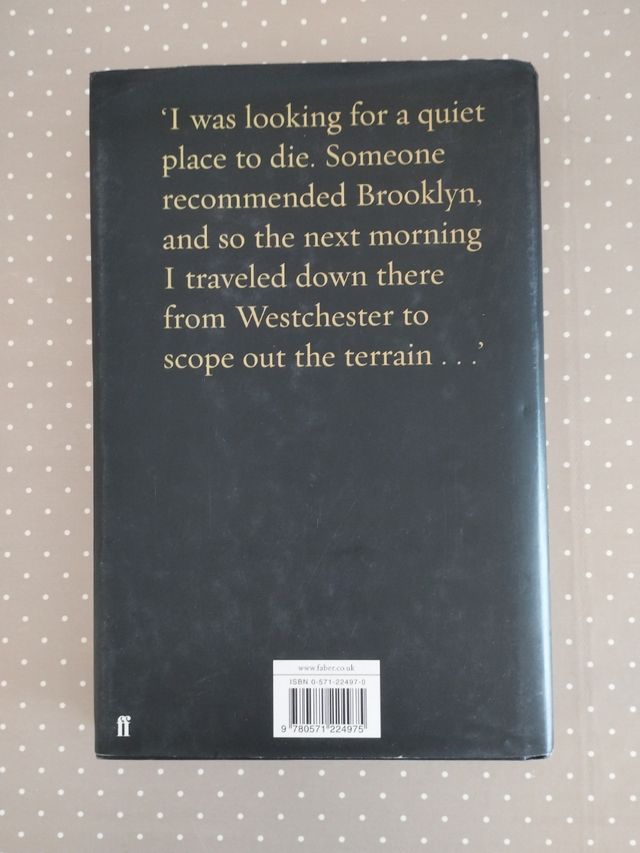 ‘I was looking for a quiet
place to die. Someone
recommended Brooklyn,
and so the next morning
I traveled down there
from Westchester to
scope out the terrain . . .’
www.faber.co.uk
ISBN 0-571-22497-0
9 780571 224975
ff